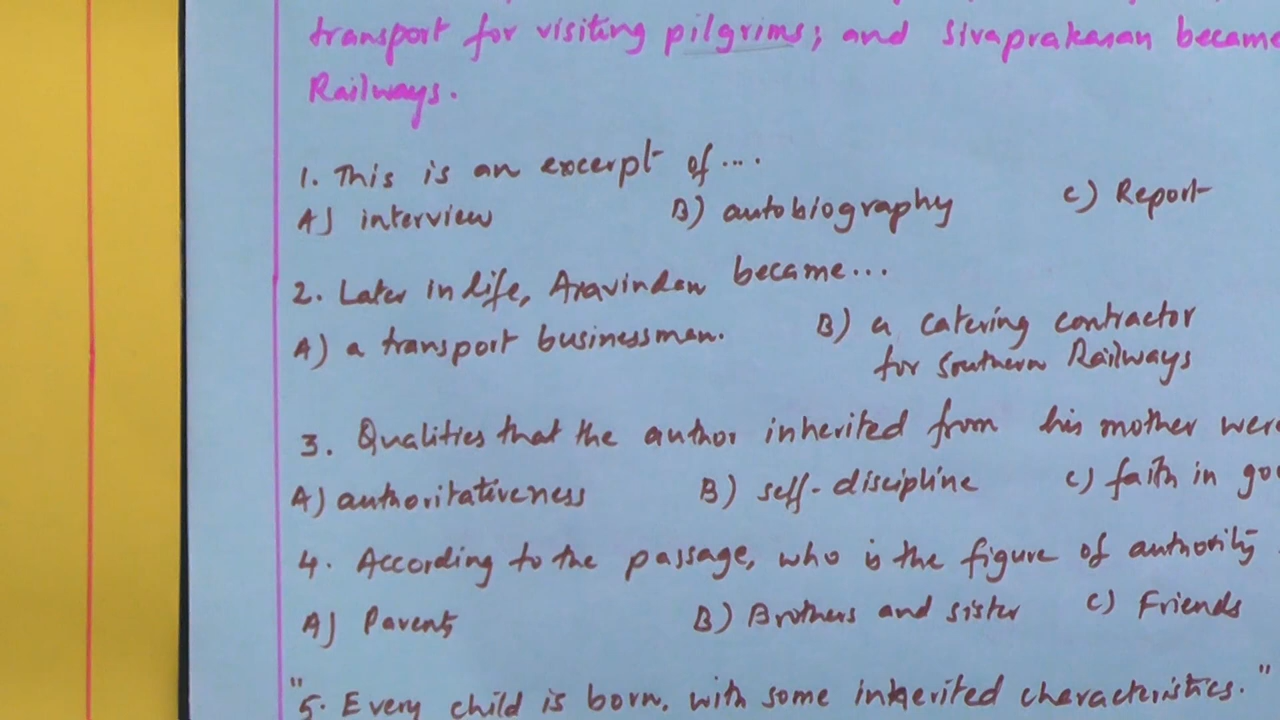 transport for visiting pilgrims; and Sivaprakasan became
Railways.
1. This is an excerpt of ....
A) interview B) autobiography C) Report
2. Later in life, Aravindan became...
A) a transport businessman. B) a catering contractor
for Southern Railways
3. Qualities that the author inherited from his mother were
A) authoritativeness B) self-discipline C) faith in go
4. According to the passage, who is the figure of authority
A) Parents B) Brothers and sister C) Friends
"5. Every child is born, with some inherited characteristics."